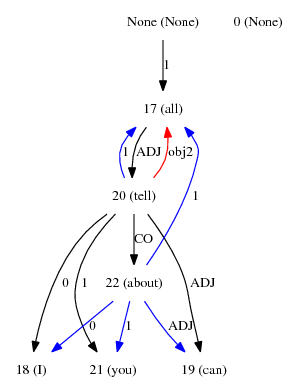 None (None) 0 (None)
1
17 (all)
1 ADJ obj2
20 (tell)
CO 1
0 1 ADJ
22 (about)
0 1 ADJ
18 (I) 21 (you) 19 (can)